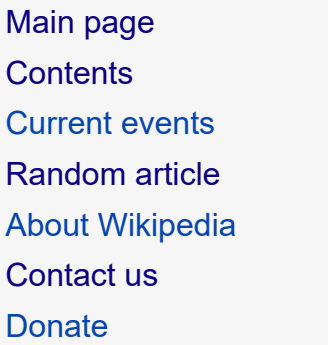 Main page
Contents
Current events
Random article
About Wikipedia
Contact us
Donate